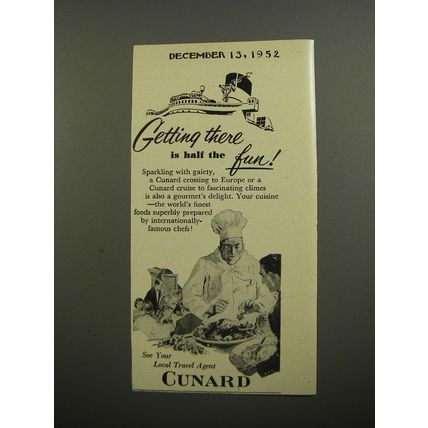 DECEMBER 13, 1952
Getting there
is half the fun!
Sparkling with gaiety,
a Cunard crossing to Europe or a
Cunard cruise to fascinating climes
is also a gourmet's delight. Your cuisine
—the world's finest
foods superbly prepared
by internationally-
famous chefs!
See Your
Local Travel Agent
CUNARD